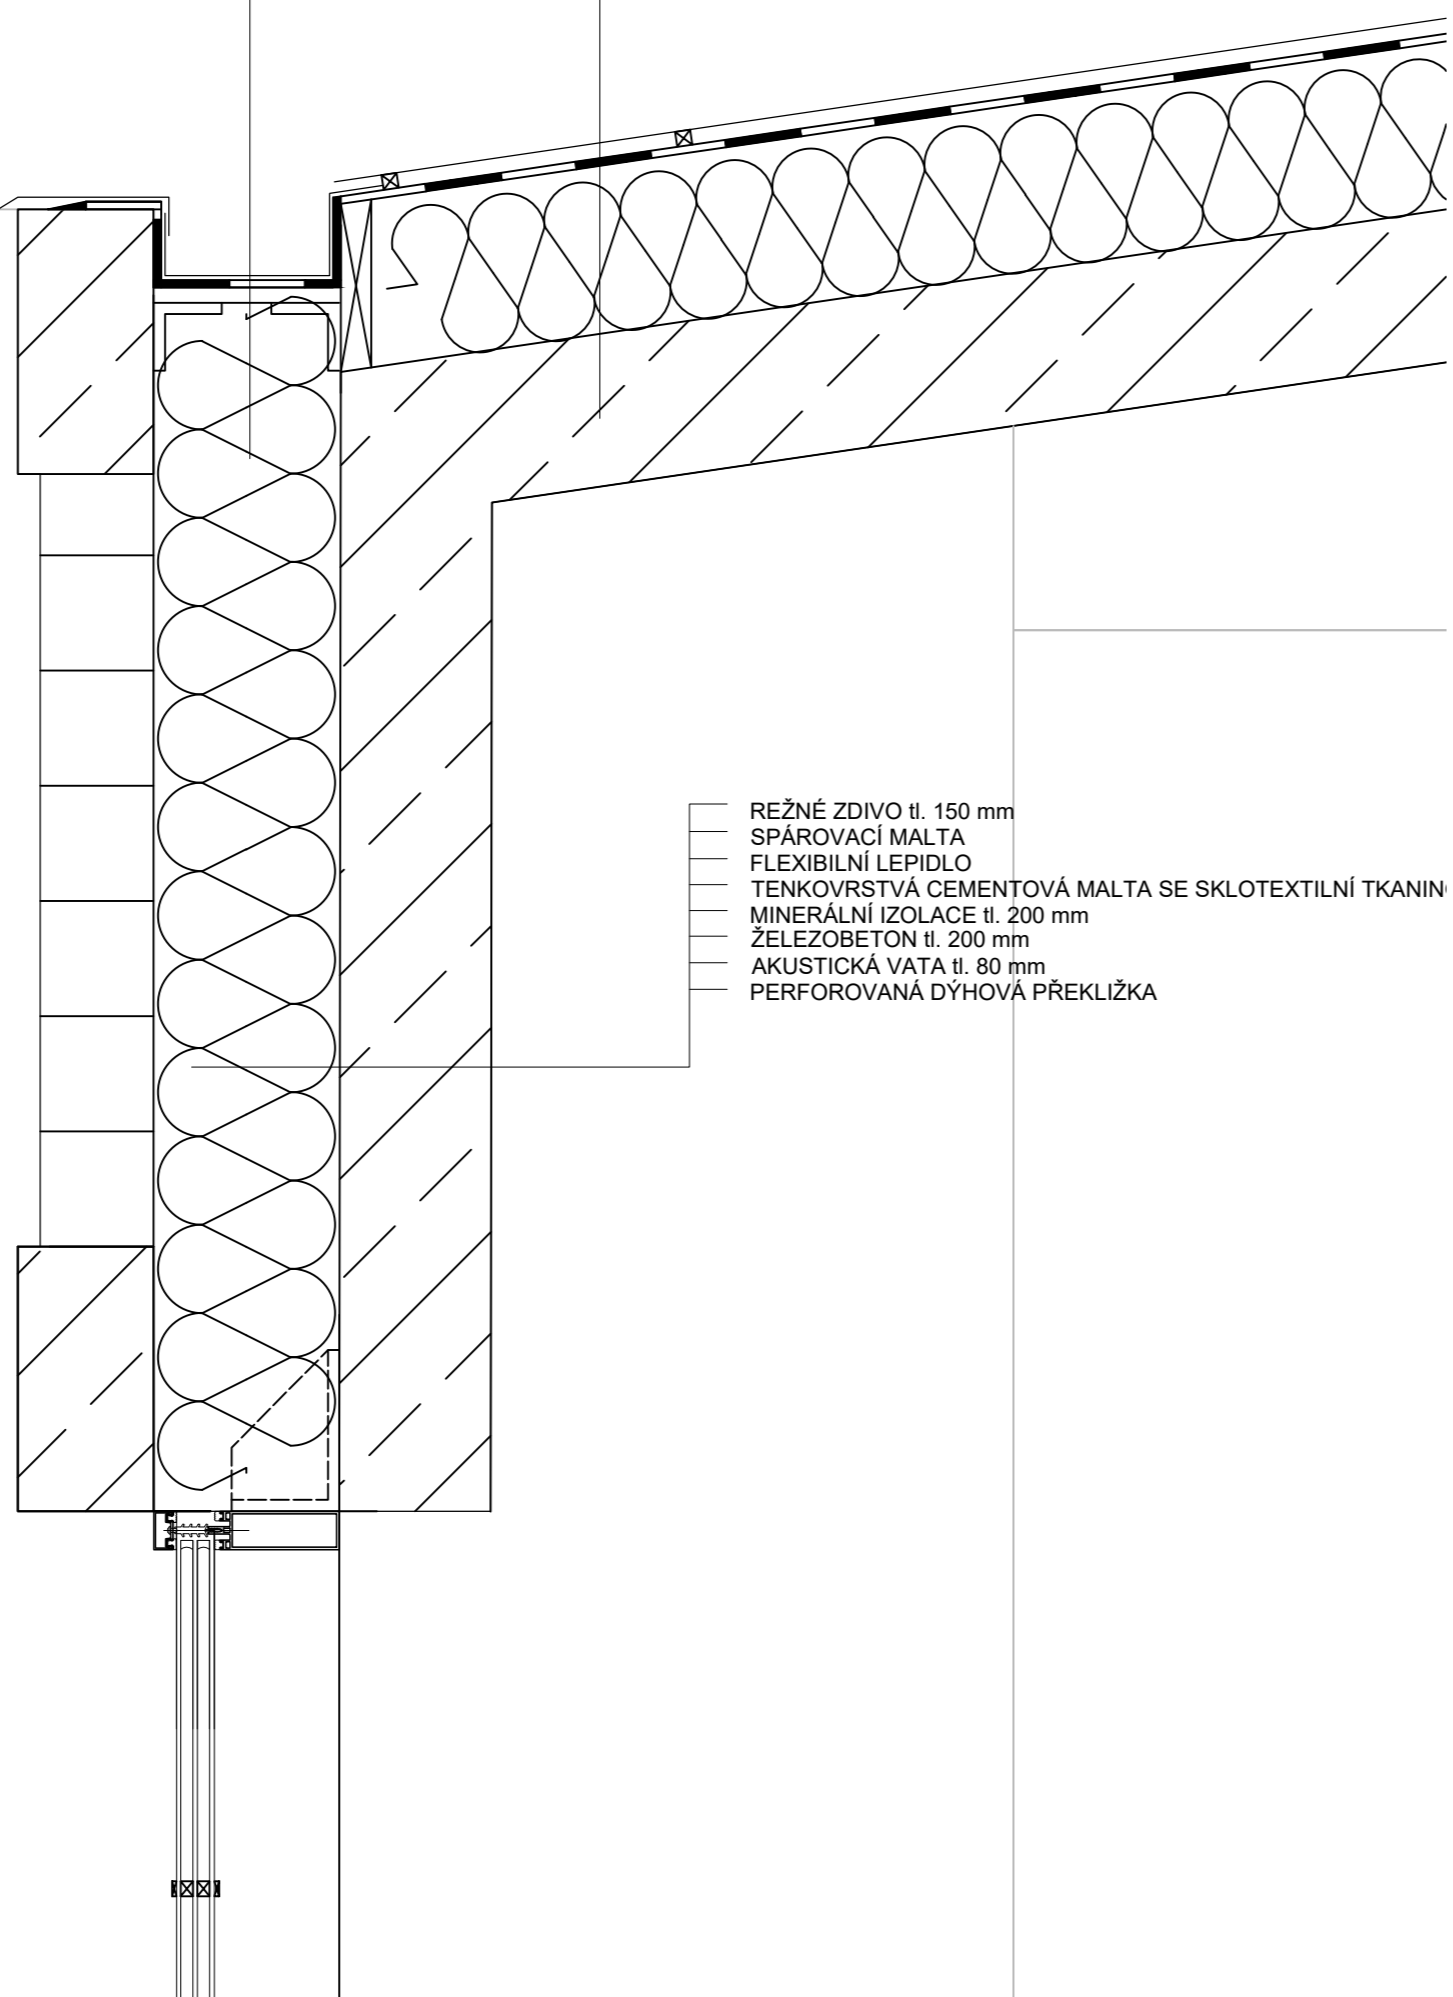 REŽNÉ ZDIVO tl. 150 mm
SPÁROVACÍ MALTA
FLEXIBILNÍ LEPIDLO
TENKOVRSTVÁ CEMENTOVÁ MALTA SE SKLOTEXTILNÍ
MINERÁLNÍ IZOLACE tl. 200 mm
ŽELEZOBETON tl. 200 mm
AKUSTICKÁ VATA tl. 80 mm
PERFOROVANÁ DÝHOVÁ PŘEKLIŽKA